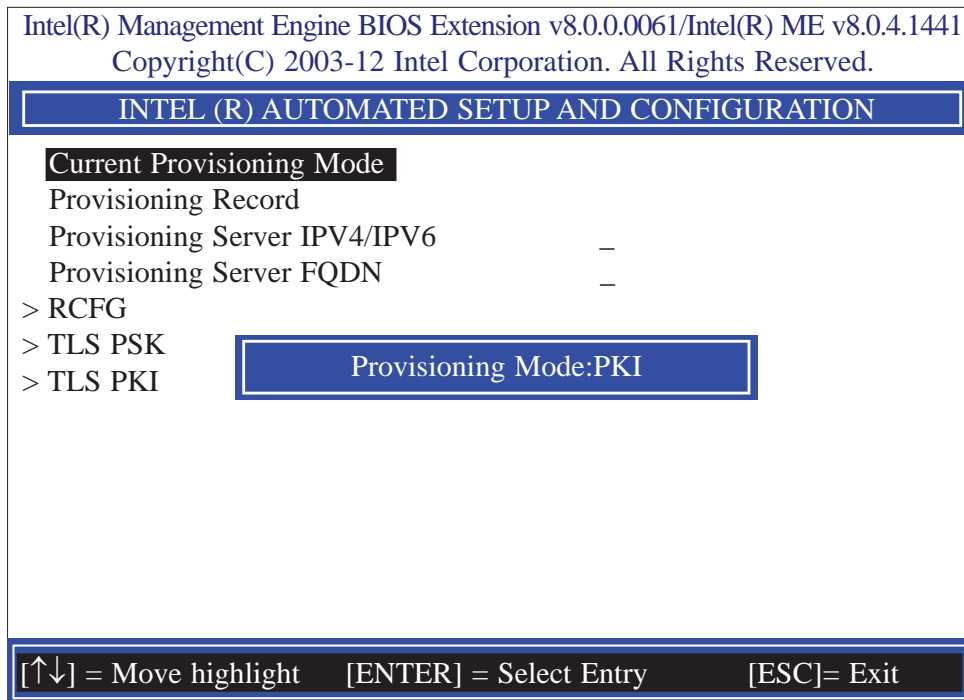 Intel(R) Management Engine BIOS Extension v8.0.0.0061/Intel(R) ME v8.0.4.1441
Copyright(C) 2003-12 Intel Corporation. All Rights Reserved.
INTEL (R) AUTOMATED SETUP AND CONFIGURATION
Current Provisioning Mode
Provisioning Record
Provisioning Server IPV4/IPV6 _
Provisioning Server FQDN _
> RCFG
> TLS PSK
> TLS PKI
Provisioning Mode:PKI
[↑↓] = Move highlight [ENTER] = Select Entry [ESC]= Exit